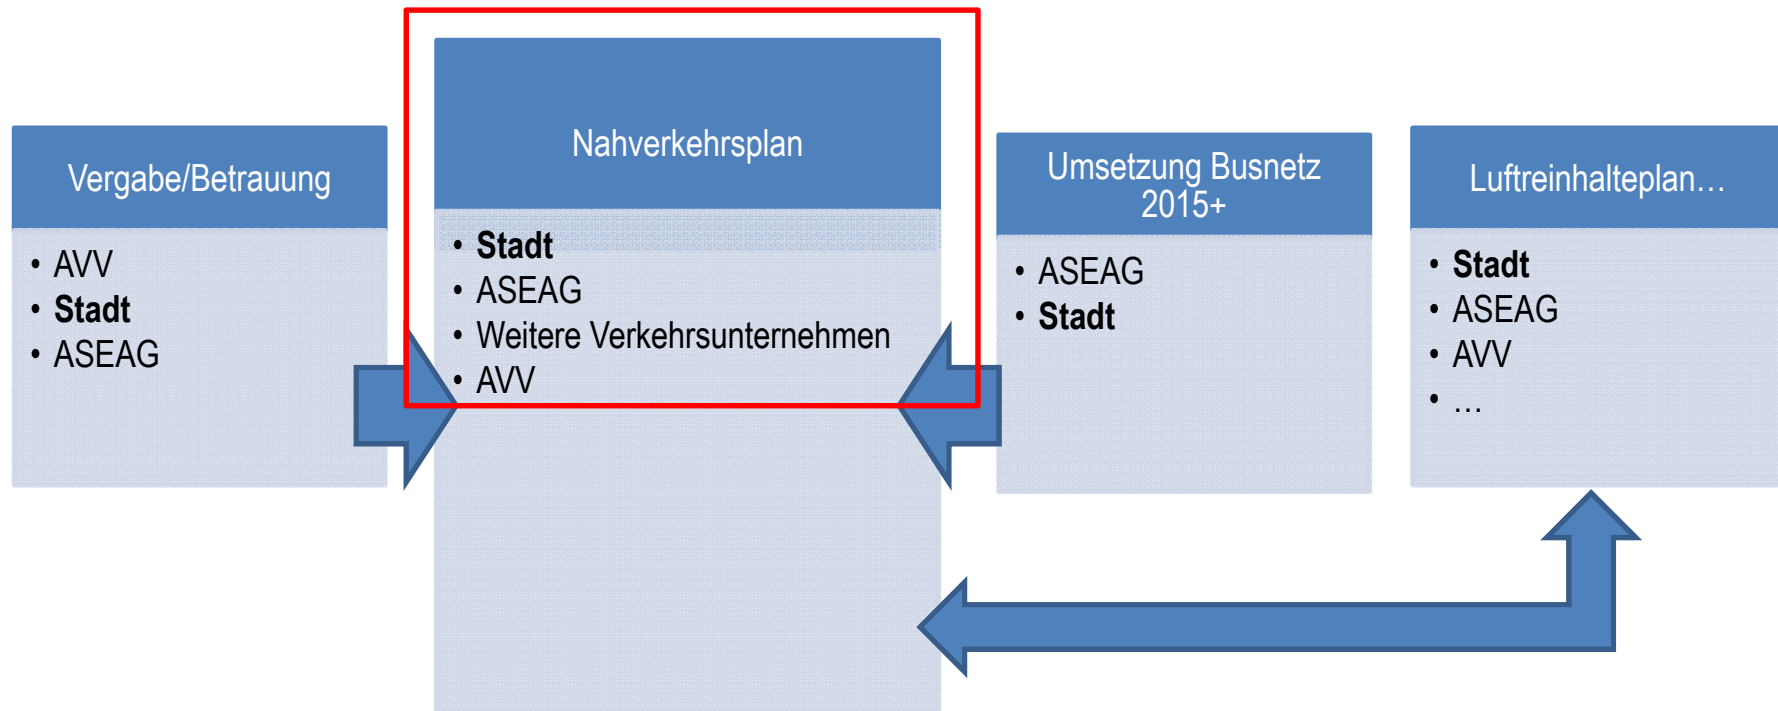 Vergabe/Betrauung
• AVV
• Stadt
• ASEAG
Nahverkehrsplan
• Stadt
• ASEAG
• Weitere Verkehrsunternehmen
• AVV
Umsetzung Busnetz
2015+
• ASEAG
• Stadt
Luftreinhalteplan…
• Stadt
• ASEAG
• AVV
• …